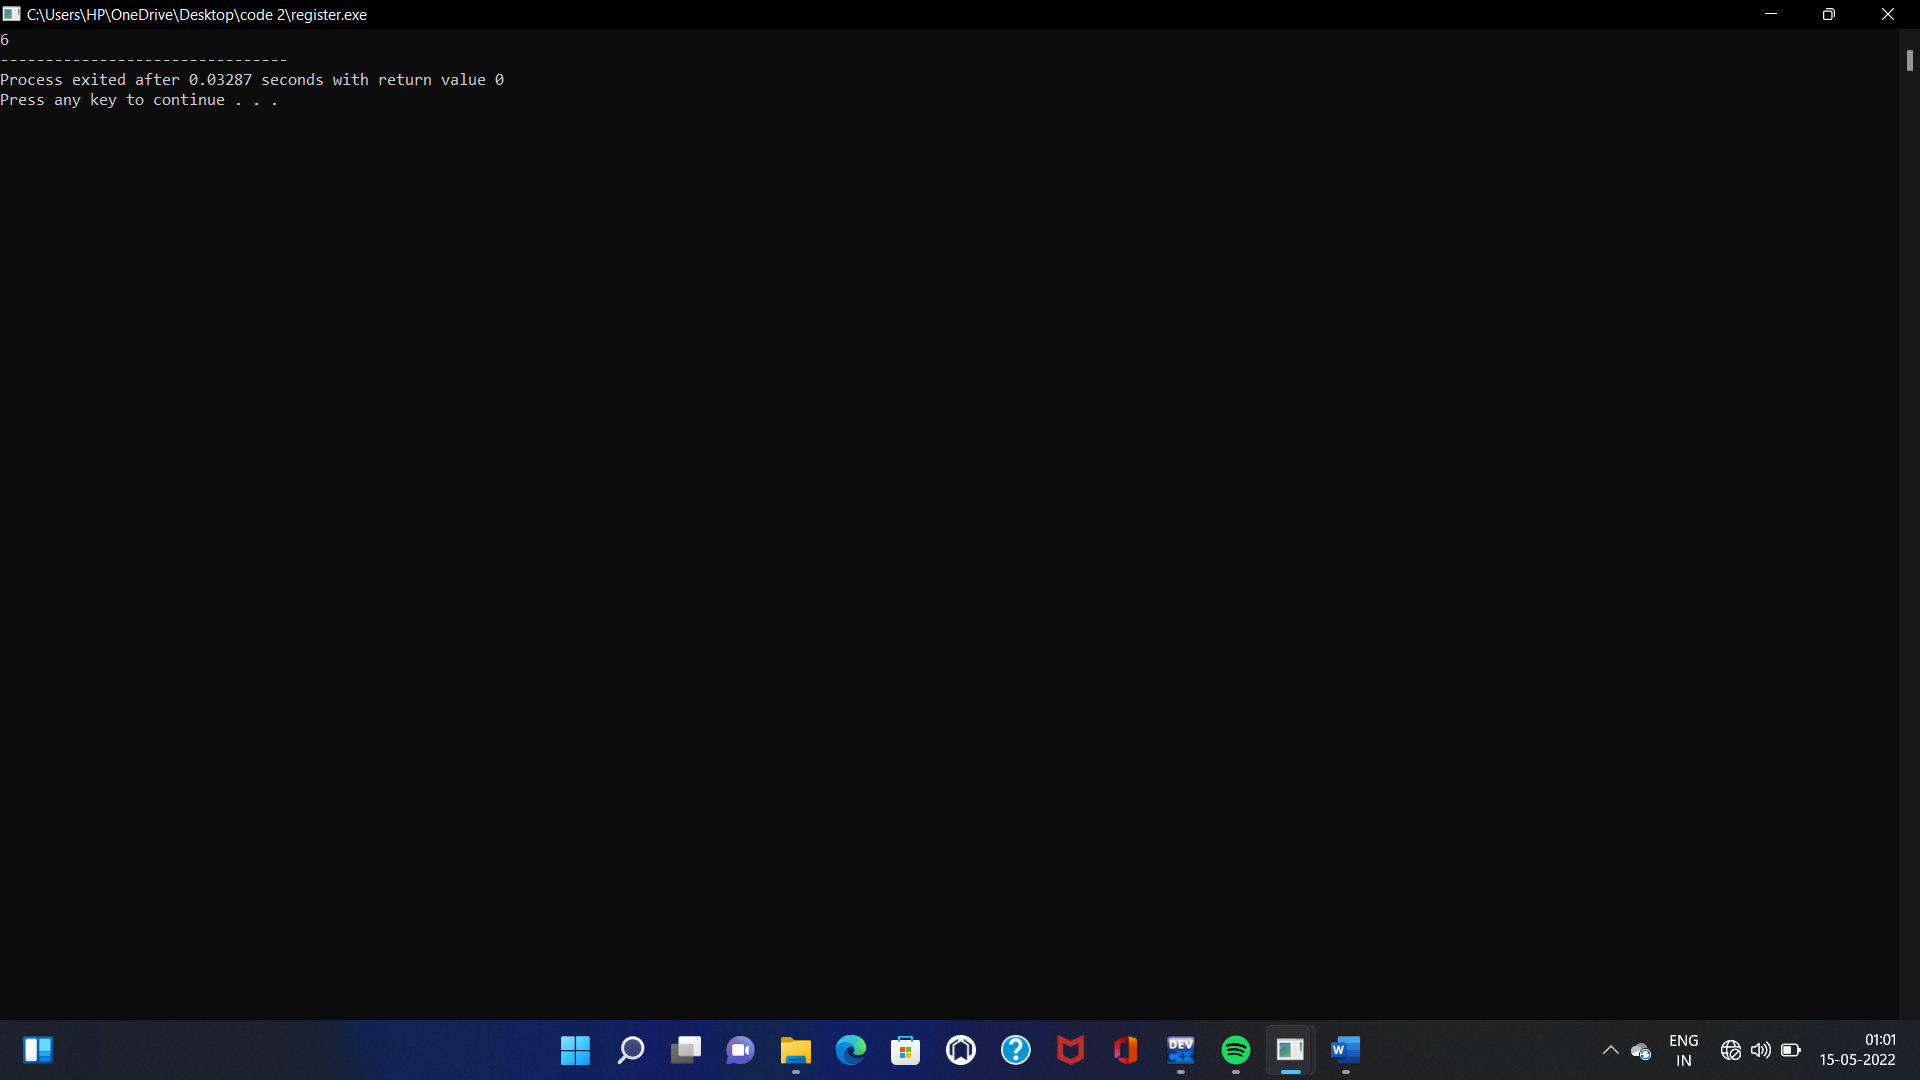 C:\Users\HP\OneDrive\Desktop\code 2\register.exe
6
--------------------------------
Process exited after 0.03287 seconds with return value 0
Press any key to continue . . .
DEV
C++
W
ENG
IN
01:01
15-05-2022